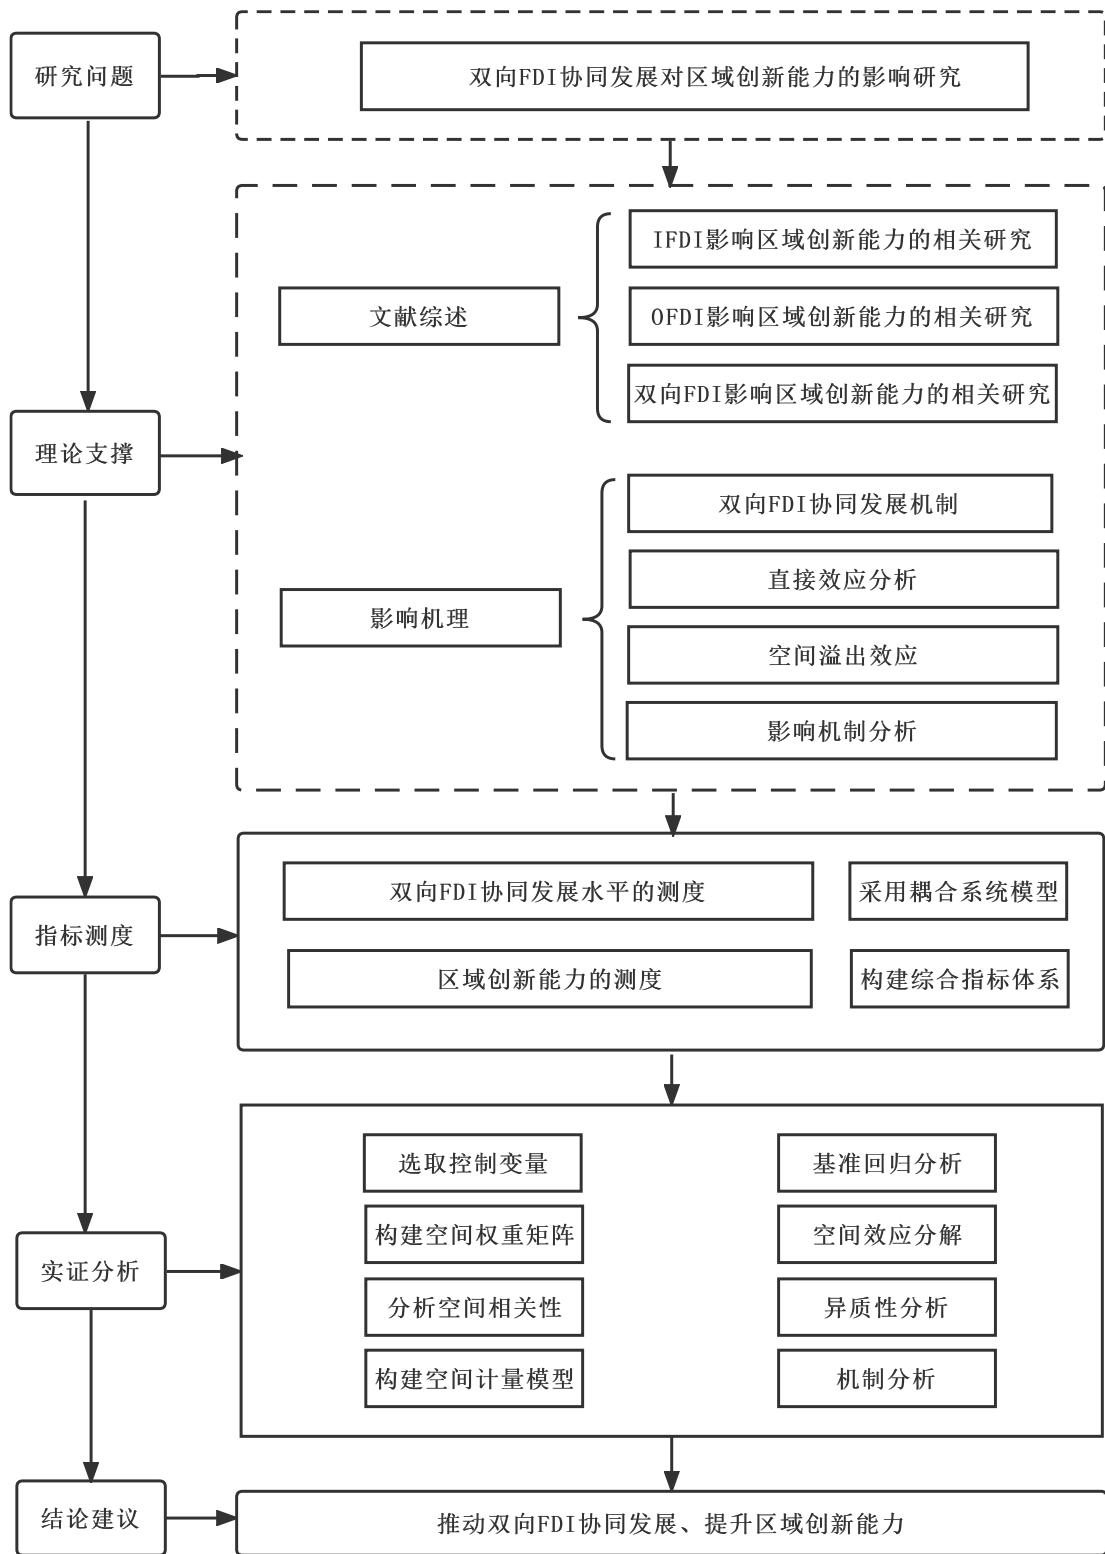 研究问题
双向FDI协同发展对区域创新能力的影响研究
理论支撑
文献综述
IFDI影响区域创新能力的相关研究
OFDI影响区域创新能力的相关研究
双向FDI影响区域创新能力的相关研究
影响机理
双向FDI协同发展机制
直接效应分析
空间溢出效应
影响机制分析
指标测度
双向FDI协同发展水平的测度
采用耦合系统模型
区域创新能力的测度
构建综合指标体系
实证分析
选取控制变量
构建空间权重矩阵
分析空间相关性
构建空间计量模型
基准回归分析
空间效应分解
异质性分析
机制分析
结论建议
推动双向FDI协同发展、提升区域创新能力